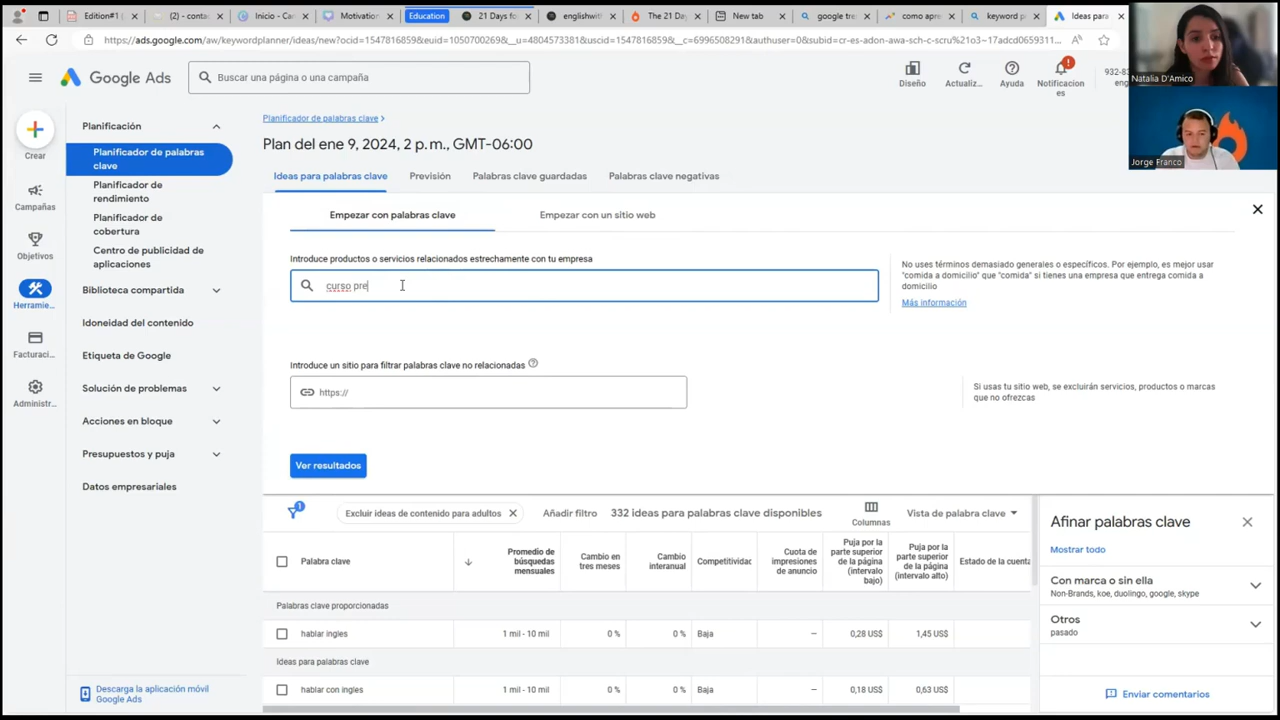 Edition#1 (
(2) - conta
Inicio - Ca
Motivation
Education
21 Days fo
englishwith
The 21 Day
New tab
google tre
como apre
keyword p
Ideas para
https://ads.google.com/aw/keywordplanner/ideas/new?ocid=1547816859&euid=1050700269&__u=4804573381&uscid=1547816859&__c=6996508291&authuser=0&subid=cr-es-adon-awa-sch-c-scru%21o3~17adcd0659131...
Google Ads
Buscar una página o una campaña
Diseño
Actualiz...
Ayuda
Notificacion
es
932-8
eng
Natalia D'Amico
Jorge Franco
Crear
Campañas
Objetivos
Herramie...
Facturaci...
Administr...
Planificación
Planificador de palabras
clave
Planificador de
rendimiento
Planificador de
cobertura
Centro de publicidad de
aplicaciones
Biblioteca compartida
Idoneidad del contenido
Etiqueta de Google
Solución de problemas
Acciones en bloque
Presupuestos y puja
Datos empresariales
Descarga la aplicación móvil
Google Ads
Planificador de palabras clave
Plan del ene 9, 2024, 2 p. m., GMT-06:00
Ideas para palabras clave
Previsión
Palabras clave guardadas
Palabras clave negativas
Empezar con palabras clave
Empezar con un sitio web
Introduce productos o servicios relacionados estrechamente con tu empresa
curso pre
No uses términos demasiado generales o específicos. Por ejemplo, es mejor usar
"comida a domicilio" que "comida" si tienes una empresa que entrega comida a
domicilio
Más información
Introduce un sitio para filtrar palabras clave no relacionadas
https://
Si usas tu sitio web, se excluirán servicios, productos o marcas
que no ofrezcas
Ver resultados
1
Excluir ideas de contenido para adultos
Añadir filtro
332 ideas para palabras clave disponibles
Columnas
Vista de palabra clave
Palabra clave
Promedio de
búsquedas
mensuales
Cambio en
tres meses
Cambio
interanual
Competitividad
Cuota de
impresiones
de anuncio
Puja por la
parte superior
de la página
(intervalo
bajo)
Puja por la
parte superior
de la página
(intervalo alto)
Estado de la cuenta
Palabras clave proporcionadas
hablar ingles
1 mil - 10 mil
0 %
0 %
Baja
—
0,28 US$
1,45 US$
Ideas para palabras clave
hablar con ingles
1 mil - 10 mil
0 %
0 %
Baja
—
0,18 US$
0,63 US$
Afinar palabras clave
Mostrar todo
Con marca o sin ella
Non-Brands, koe, duolingo, google, skype
Otros
pasado
Enviar comentarios